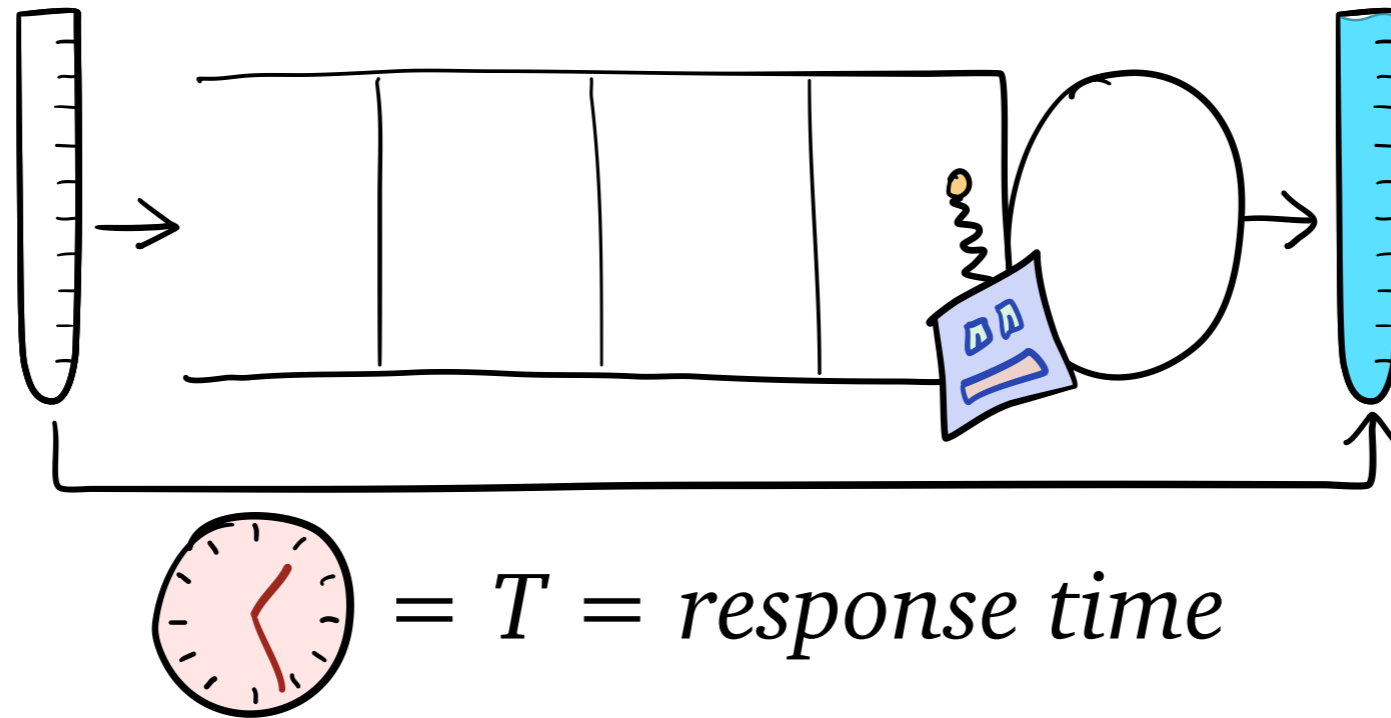 = T = response time